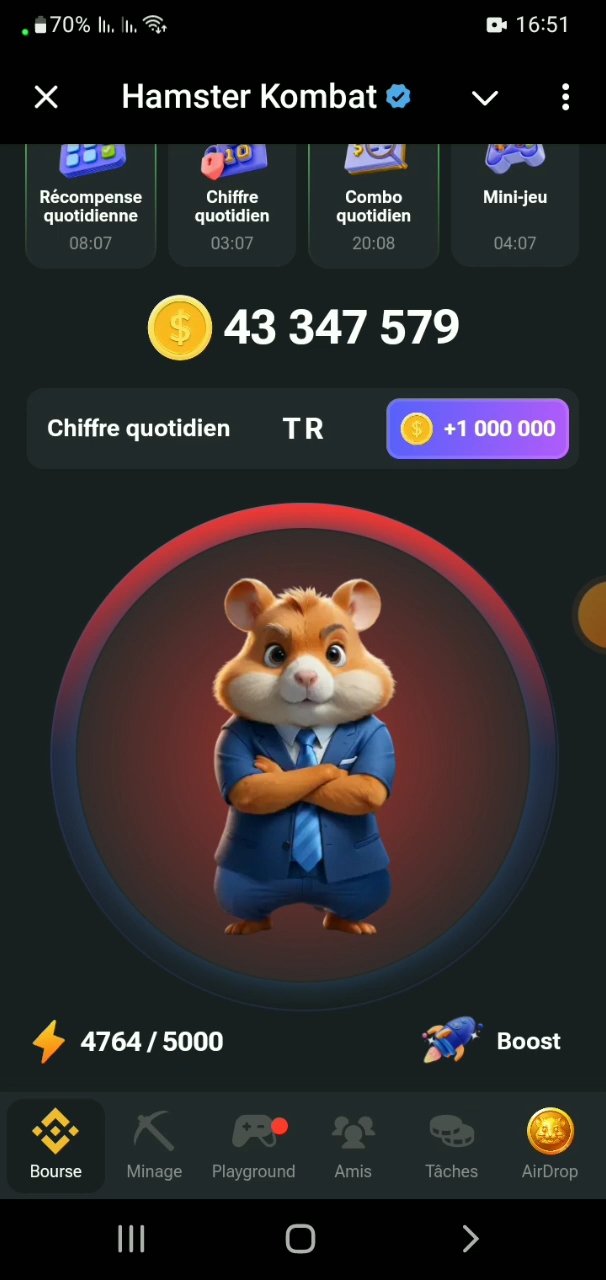 70% 16:51
Hamster Kombat
Récompense quotidienne
08:07
Chiffre quotidien
03:07
Combo quotidien
20:08
Mini-jeu
04:07
43 347 579
Chiffre quotidien TR +1 000 000
4764 / 5000 Boost
Bourse Minage Playground Amis Tâches AirDrop